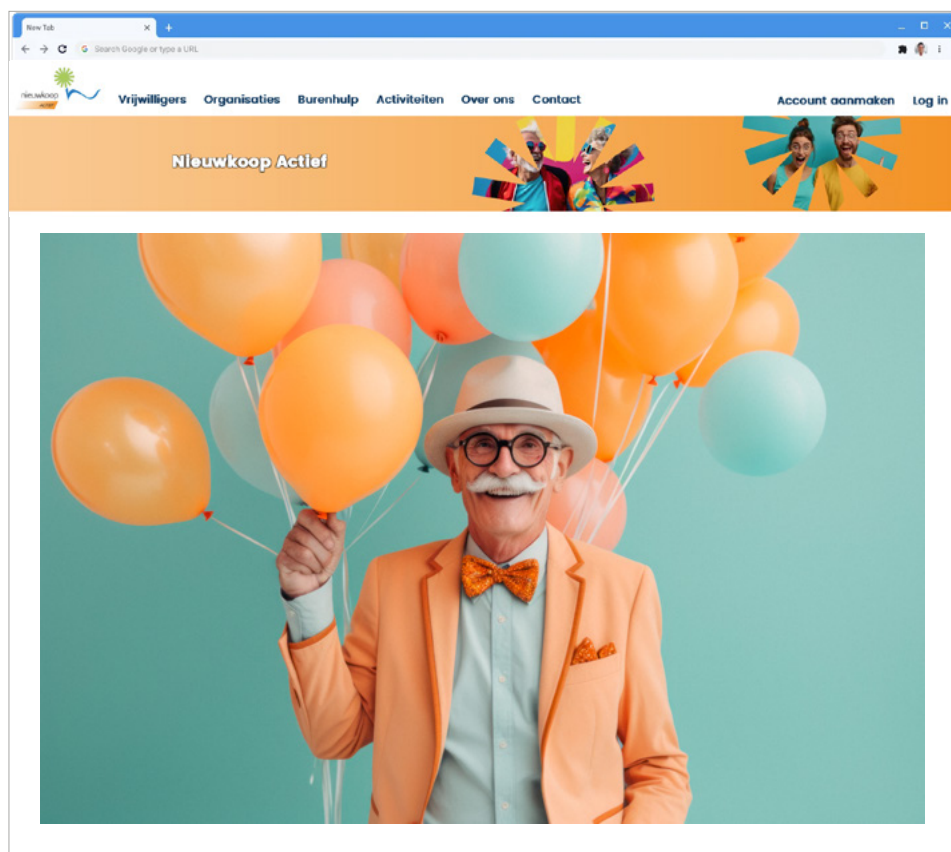 New Tab
Search Google or type a URL
nieuwkoop
ACTIEF
Vrijwilligers Organisaties Burenhulp Activiteiten Over ons Contact Account aanmaken Log in
Nieuwkoop Actief